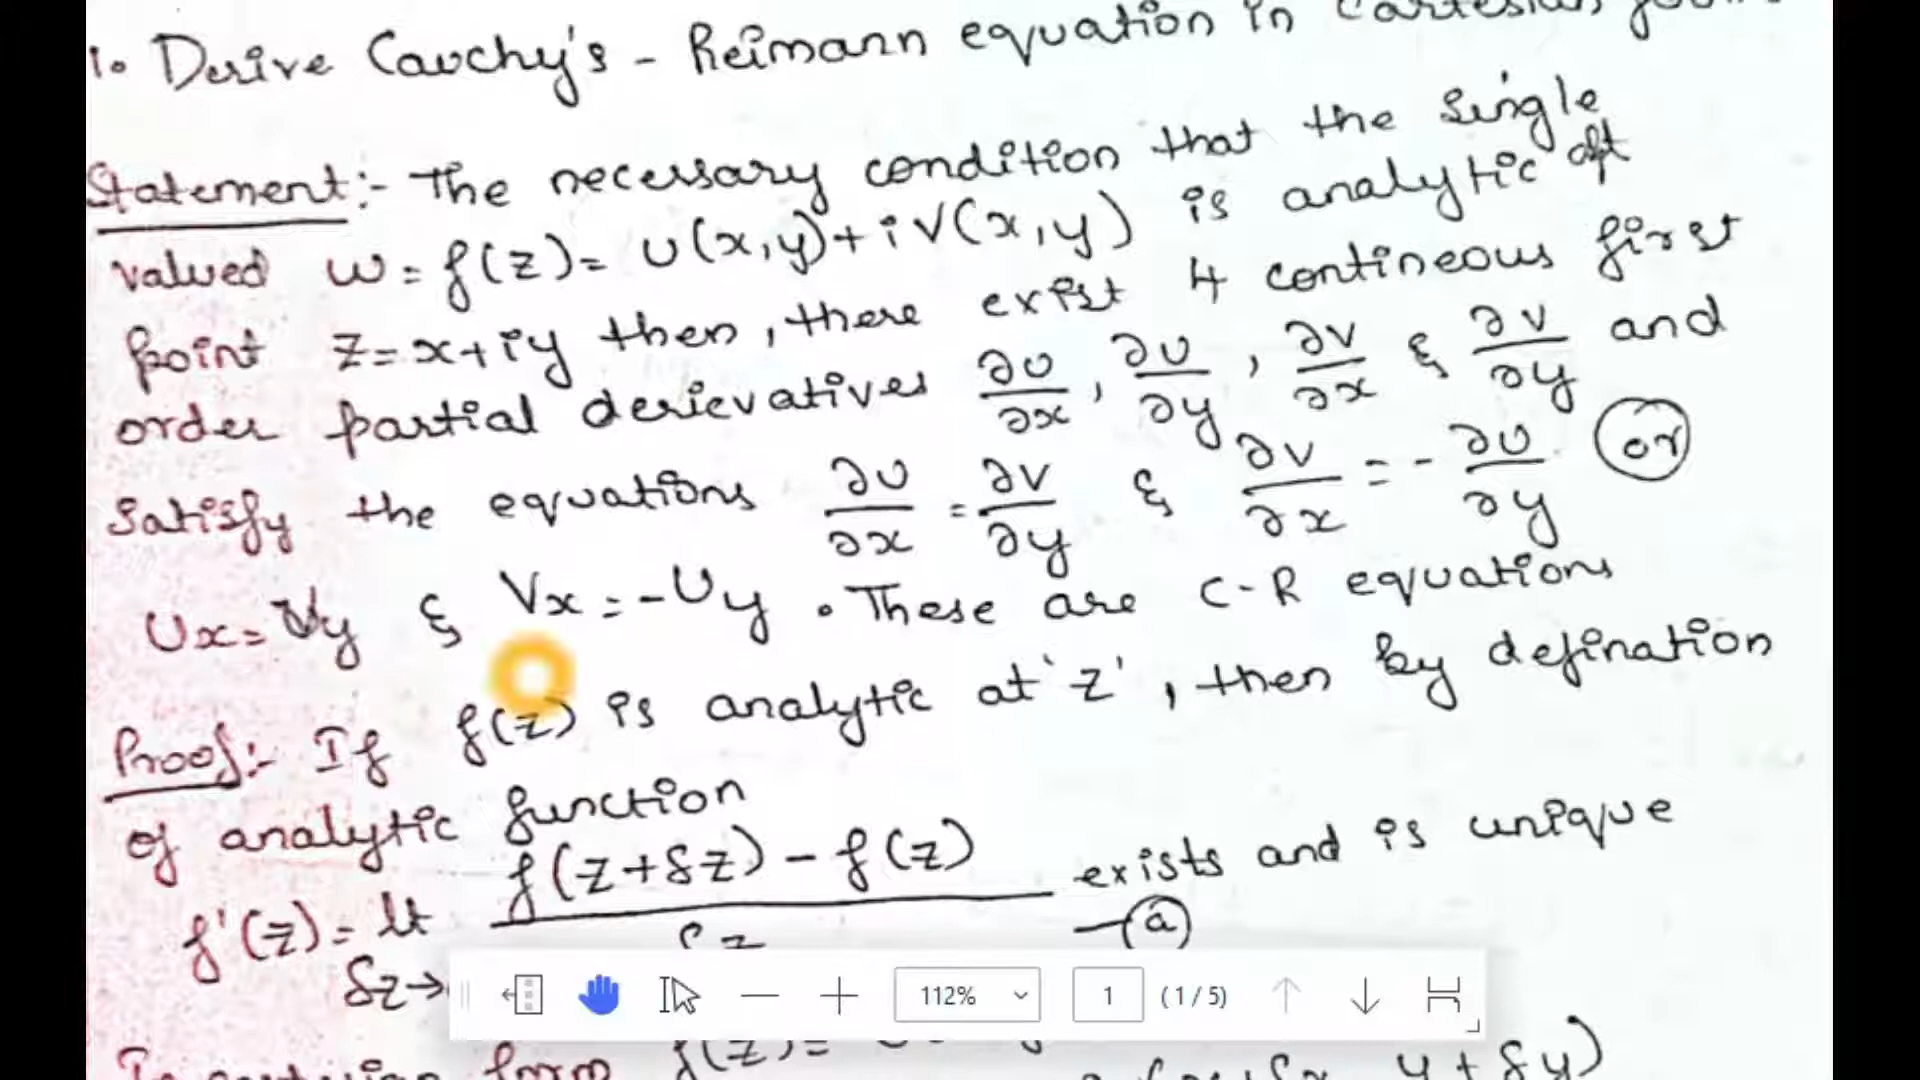 1. Derive Cauchy's - Reimann equation in Cartesian
Statement:- The necessary condition that the single
valued w = f(z) = u(x,y)+iv(x,y) is analytic at
point z=x+iy then, there exist 4 contineous first
order partial derievatives ∂u/∂x, ∂u/∂y, ∂v/∂x & ∂v/∂y and
satisfy the equations ∂u/∂x = ∂v/∂y & ∂v/∂x = -∂u/∂y (or)
Ux = Vy & Vx = -Uy. These are C-R equations
Proof:- If f(z) is analytic at 'z', then by defination
of analytic function
f'(z) = lt f(z+δz) - f(z) exists and is unique
δz→ —(a)
112% 1 (1/5)
form f(z) =
y+δy)